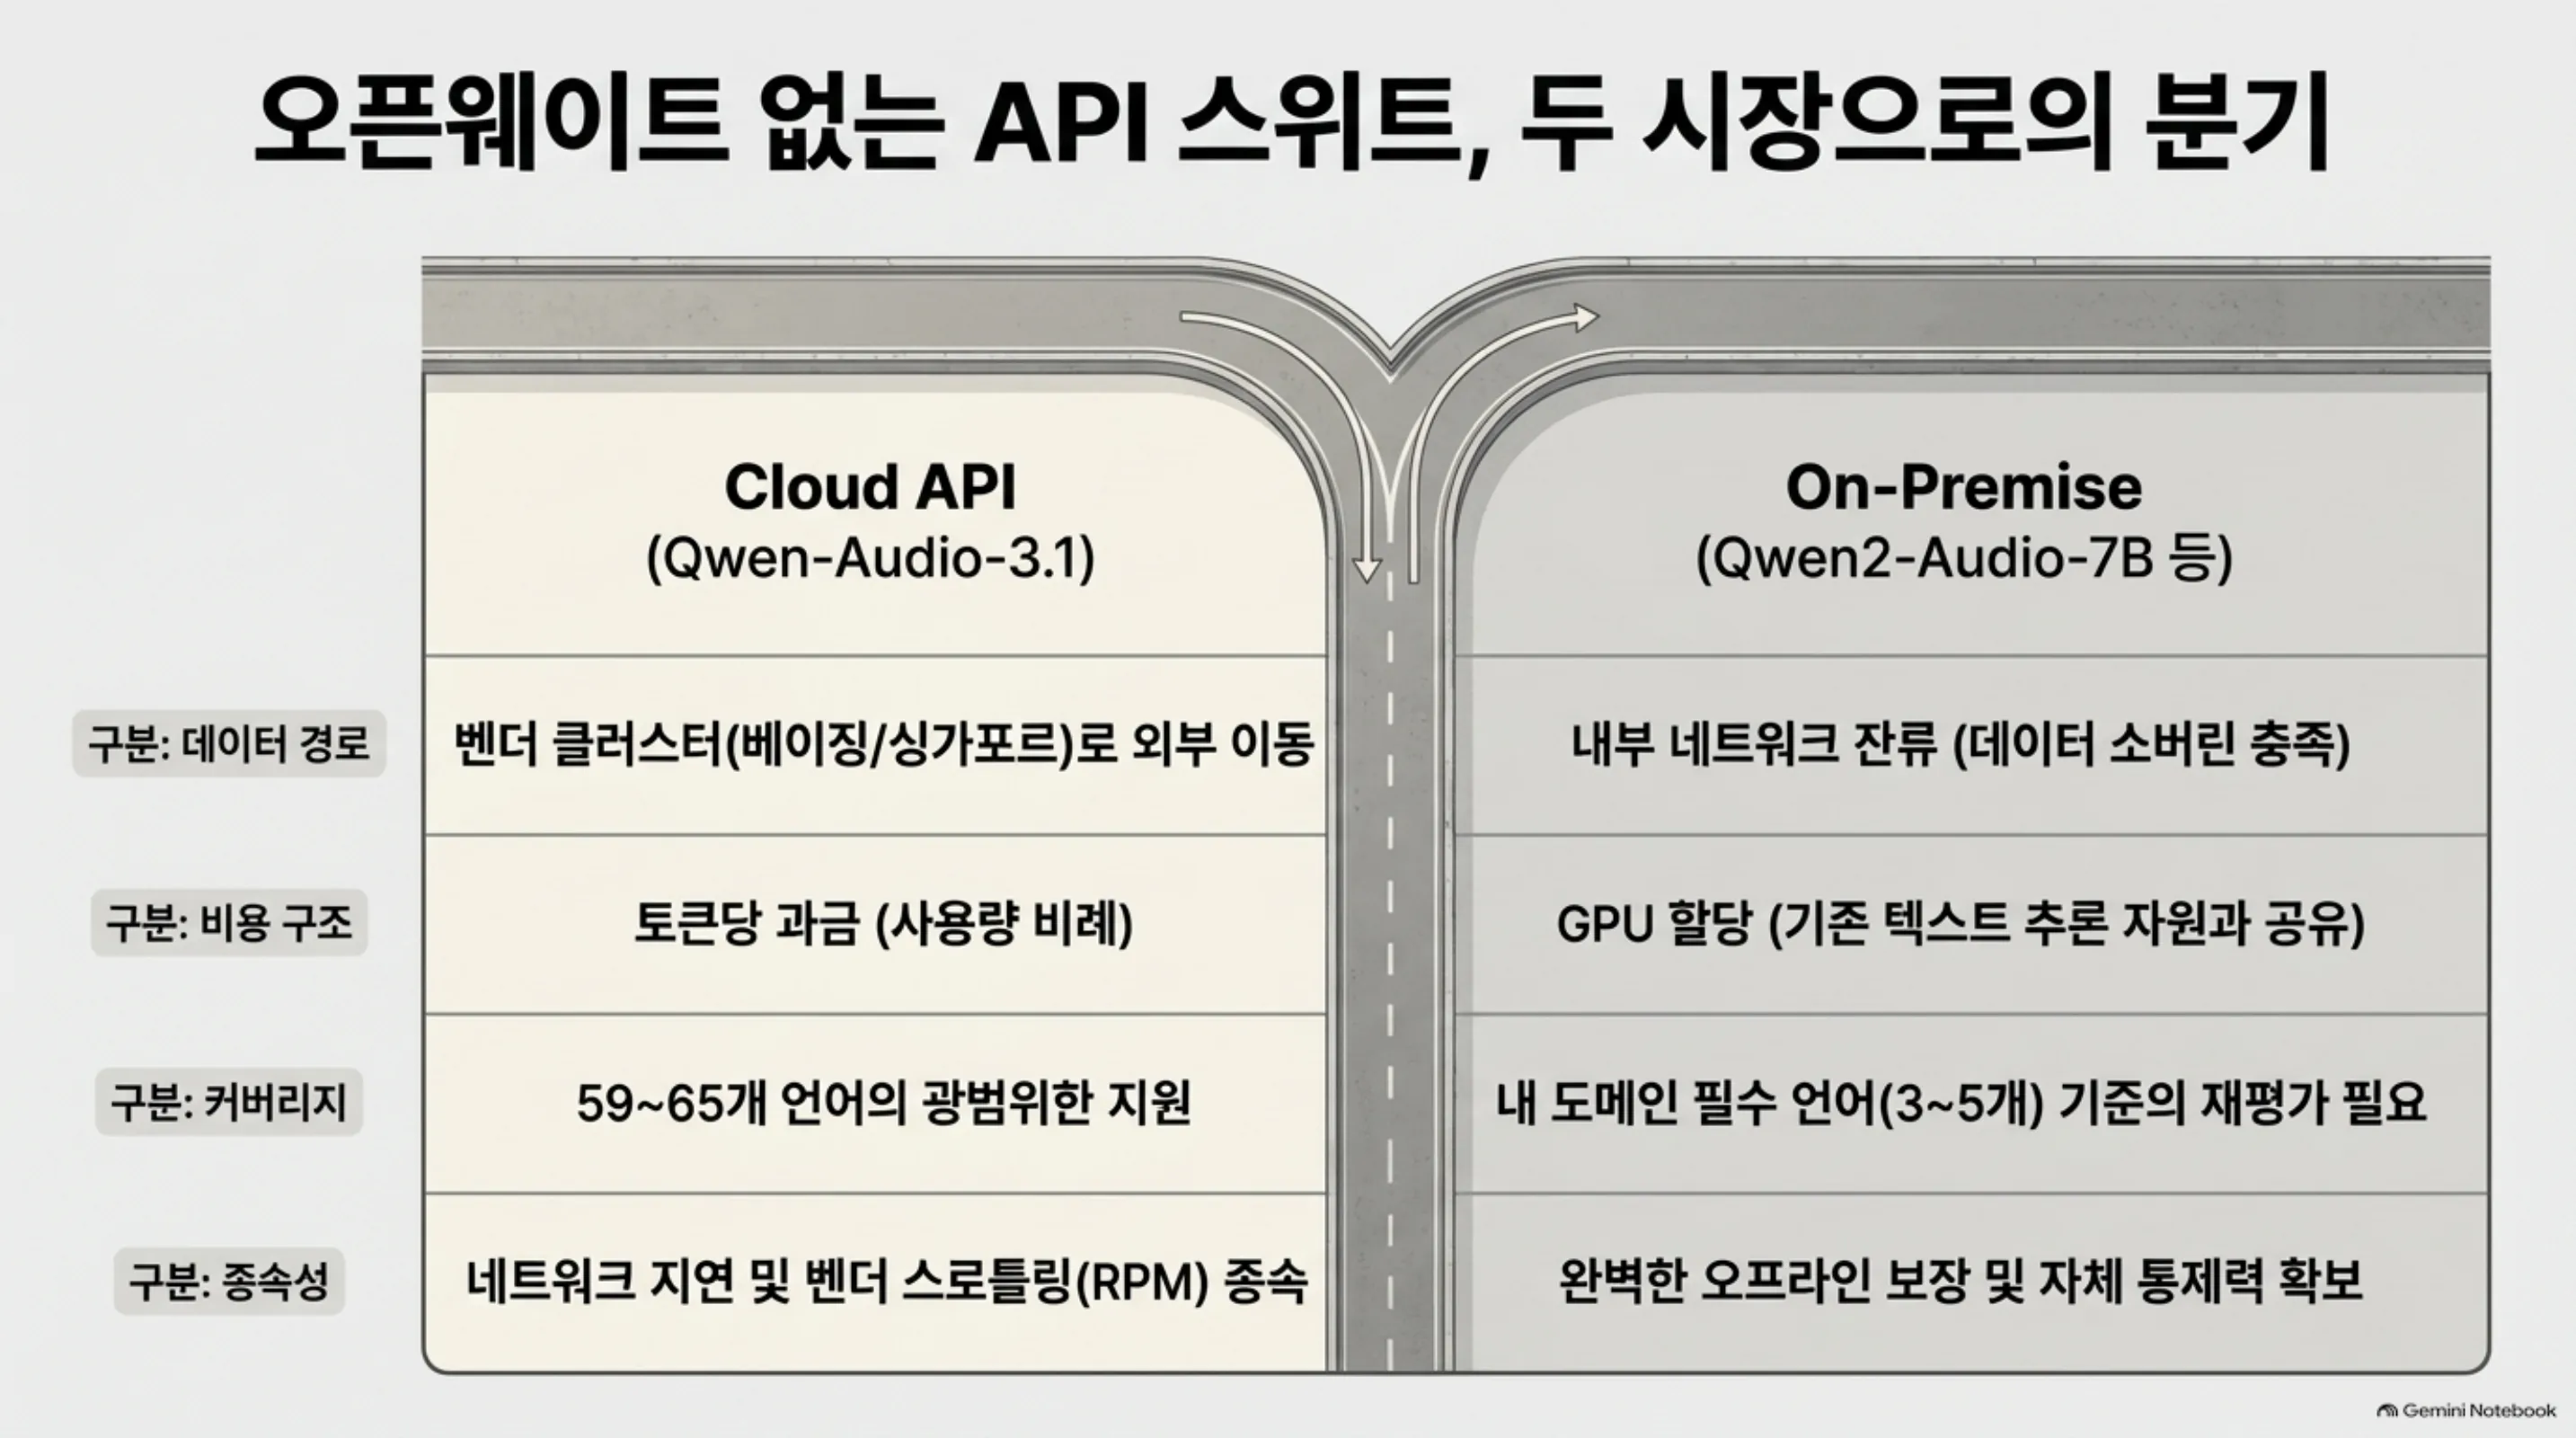 오픈웨이트 없는 API 스위트, 두 시장으로의 분기
Cloud API
(Qwen-Audio-3.1)
On-Premise
(Qwen2-Audio-7B 등)
구분: 데이터 경로
벤더 클러스터(베이징/싱가포르)로 외부 이동
내부 네트워크 잔류 (데이터 소버린 충족)
구분: 비용 구조
토큰당 과금 (사용량 비례)
GPU 할당 (기존 텍스트 추론 자원과 공유)
구분: 커버리지
59~65개 언어의 광범위한 지원
내 도메인 필수 언어(3~5개) 기준의 재평가 필요
구분: 종속성
네트워크 지연 및 벤더 스로틀링(RPM) 종속
완벽한 오프라인 보장 및 자체 통제력 확보
Gemini Notebook